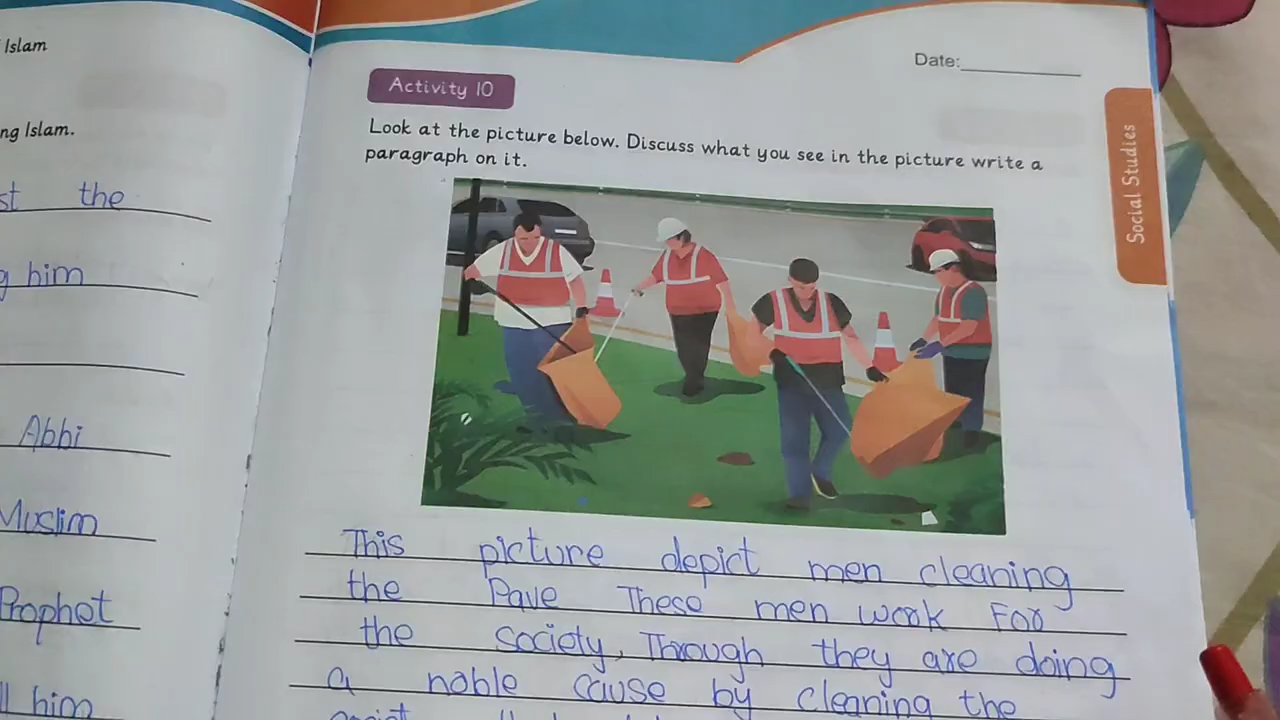 Islam
ng Islam.
st the
g him
Abbi
Muslim
Prophet
ll him
Date:
Activity 10
Look at the picture below. Discuss what you see in the picture write a
paragraph on it.
Social Studies
This picture depict men cleaning
the Pave These men work For
the society, Through they are doing
a noble cause by cleaning the